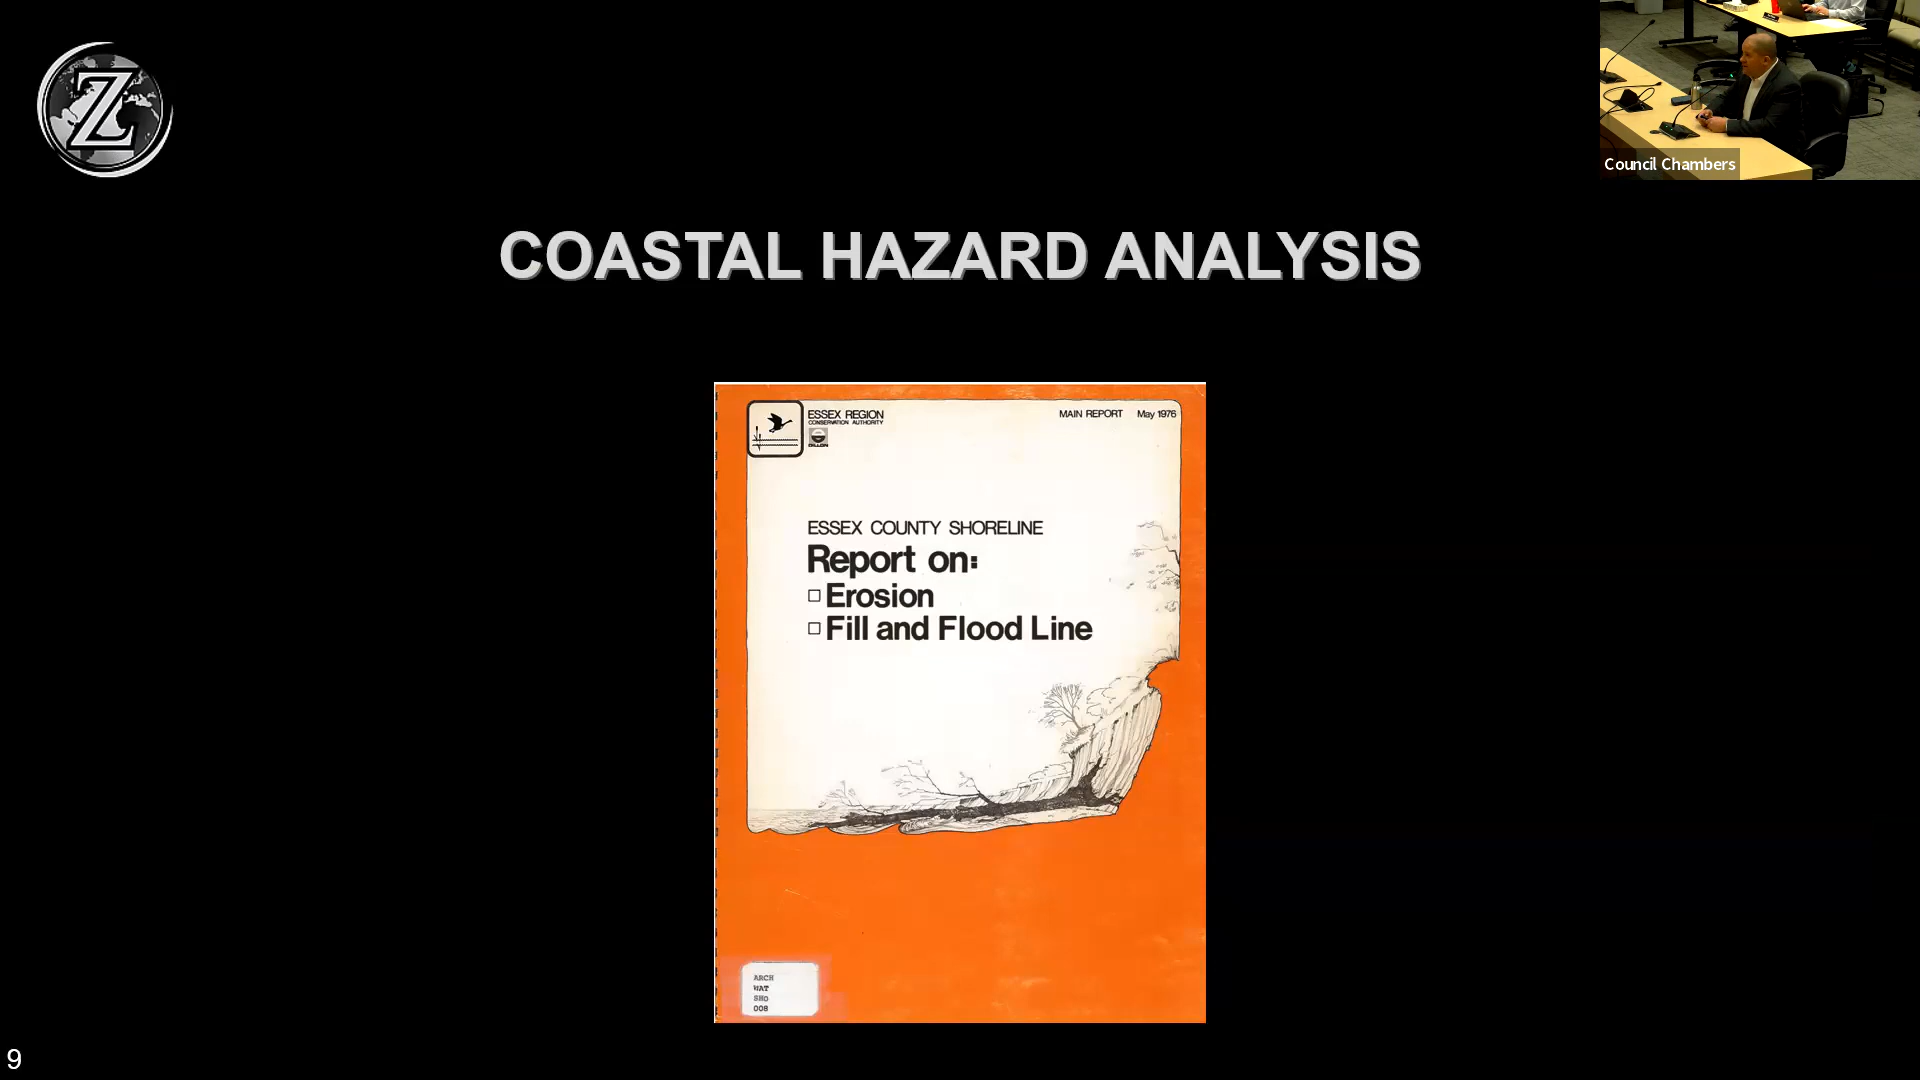 Z
Council Chambers
COASTAL HAZARD ANALYSIS
ESSEX REGION
CONSERVATION AUTHORITY
DILLON
MAIN REPORT May 1976
ESSEX COUNTY SHORELINE
Report on:
Erosion
Fill and Flood Line
ARCH
WAT
SHO
008
9